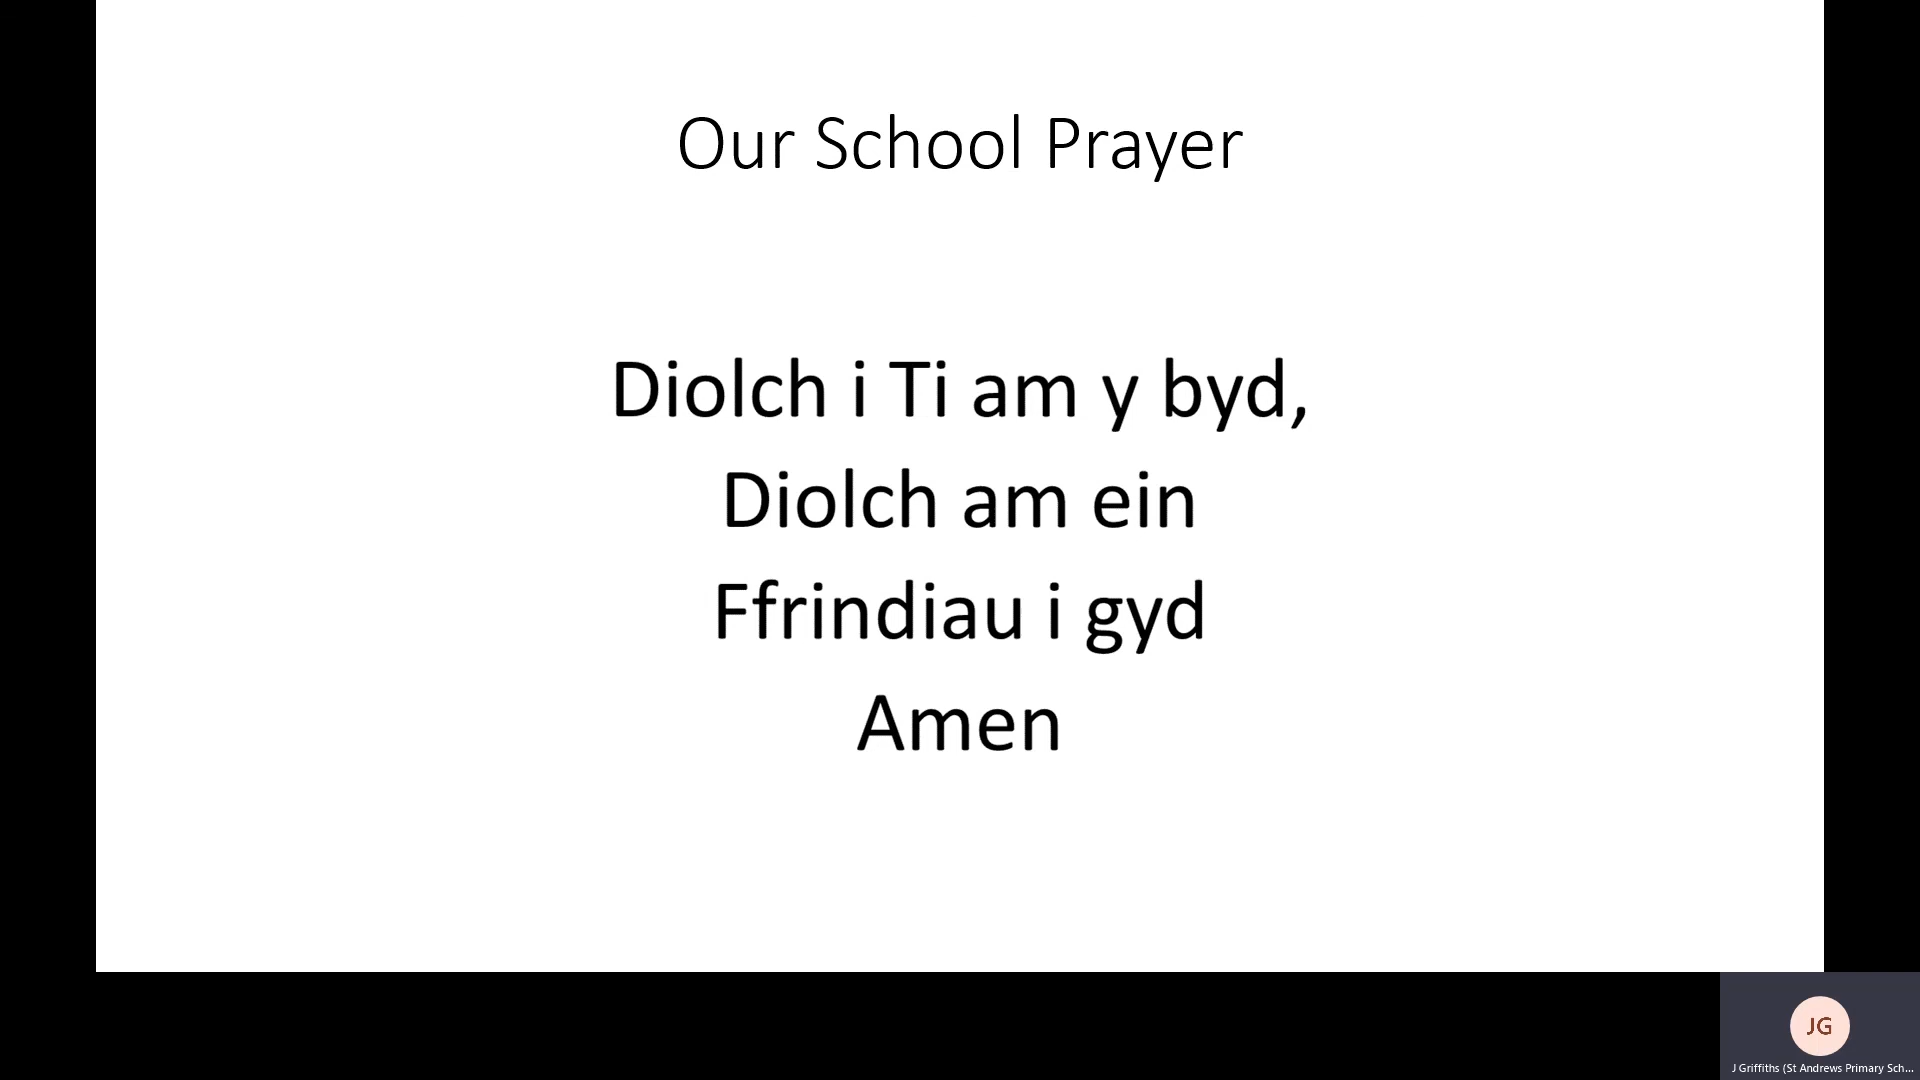 Our School Prayer
Diolch i Ti am y byd,
Diolch am ein
Ffrindiau i gyd
Amen
JG
J Griffiths (St Andrews Primary Sch...